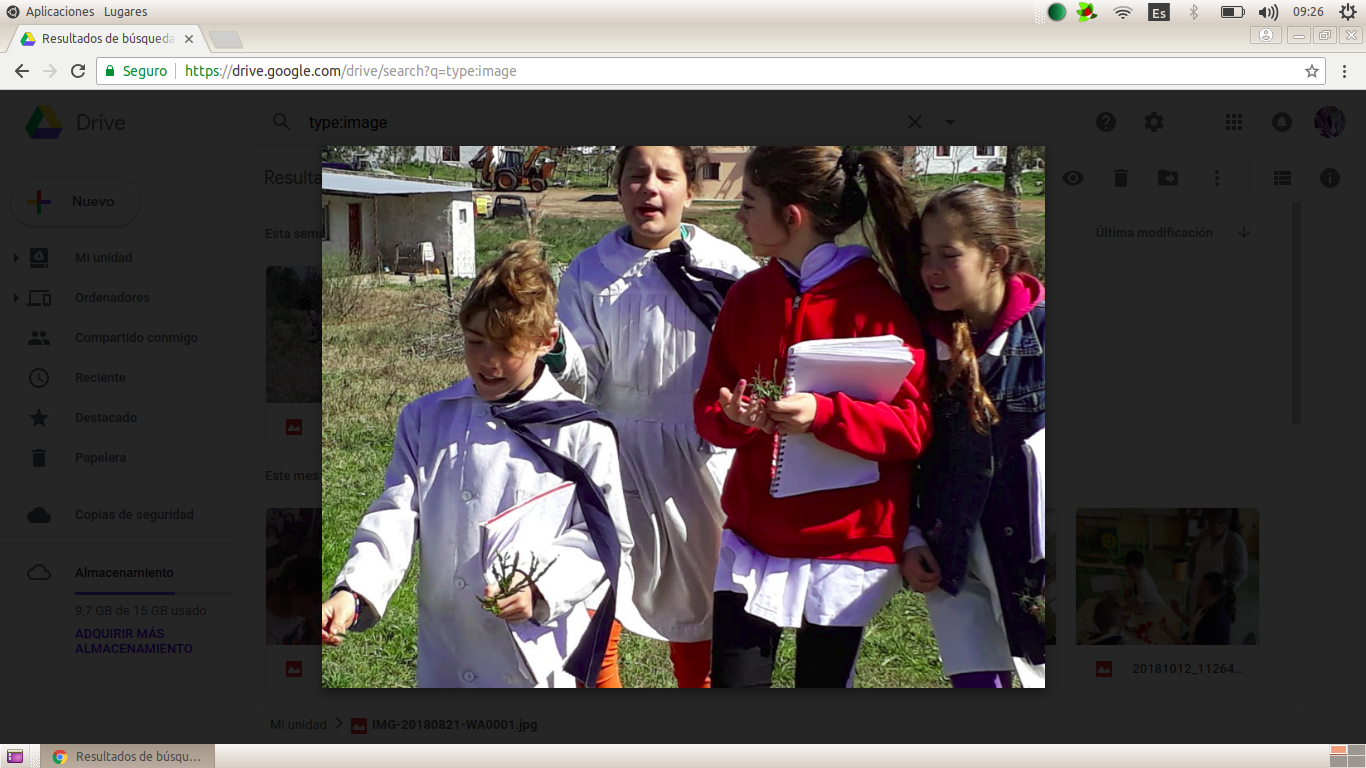 Aplicaciones Lugares
Es
09:26
Resultados de búsqueda
Seguro https://drive.google.com/drive/search?q=type:image
Drive
type:image
Nuevo
Resulta
Esta sema
Última modificación
Mi unidad
Ordenadores
Compartido conmigo
Reciente
Destacado
Papelera
Este mes
Copias de seguridad
Almacenamiento
9,7 GB de 15 GB usado
ADQUIRIR MÁS
ALMACENAMIENTO
20181012_11264...
Mi unidad > IMG-20180821-WA0001.jpg
Resultados de búsqu...